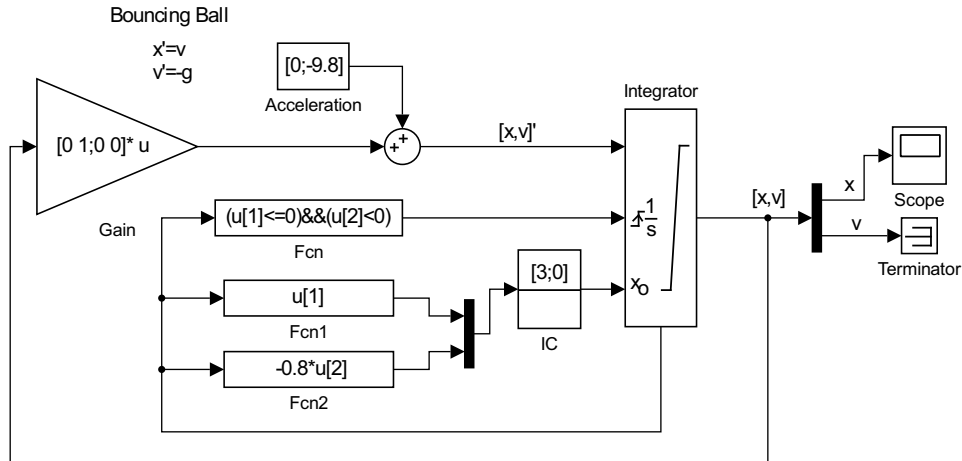 Bouncing Ball
x'=v
v'=-g
[0;-9.8]
Acceleration
Integrator
[0 1;0 0]* u
[x,v]'
Gain
(u[1]<=0)&&(u[2]<0)
Fcn
1
s
[x,v]
x
v
Scope
Terminator
u[1]
Fcn1
[3;0]
IC
xo
-0.8*u[2]
Fcn2